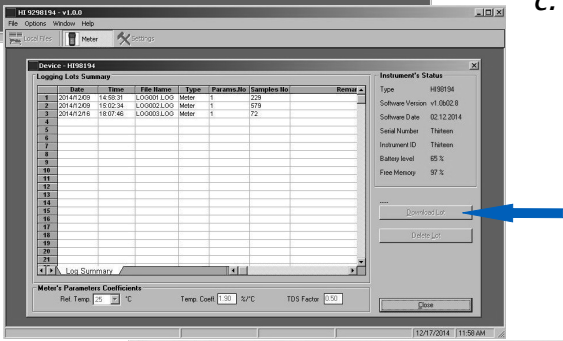 c.
HI 9298194 - v1.0.0
File Options Window Help
Local Files Meter Settings
Device - HI98194
Logging Lots Summary
Date Time File Name Type Params.No Samples No Remar
1 2014/12/09 14:58:31 LOG001.LOG Meter 1 229
2 2014/12/09 15:02:34 LOG002.LOG Meter 1 579
3 2014/12/16 18:07:46 LOG003.LOG Meter 1 72
4
5
6
7
8
9
10
11
12
13
14
15
16
17
18
19
20
21
Log Summary
Instrument's Status
Type HI98194
Software Version v1.0b02.8
Software Date 02.12.2014
Serial Number Thirteen
Instrument ID Thirteen
Battery level 65 %
Free Memory 97 %
Download Lot
Delete Lot
Meter's Parameters Coefficients
Ref. Temp. 25 °C Temp. Coeff. 1.90 %/°C TDS Factor 0.50
Close
12/17/2014 11:58 AM